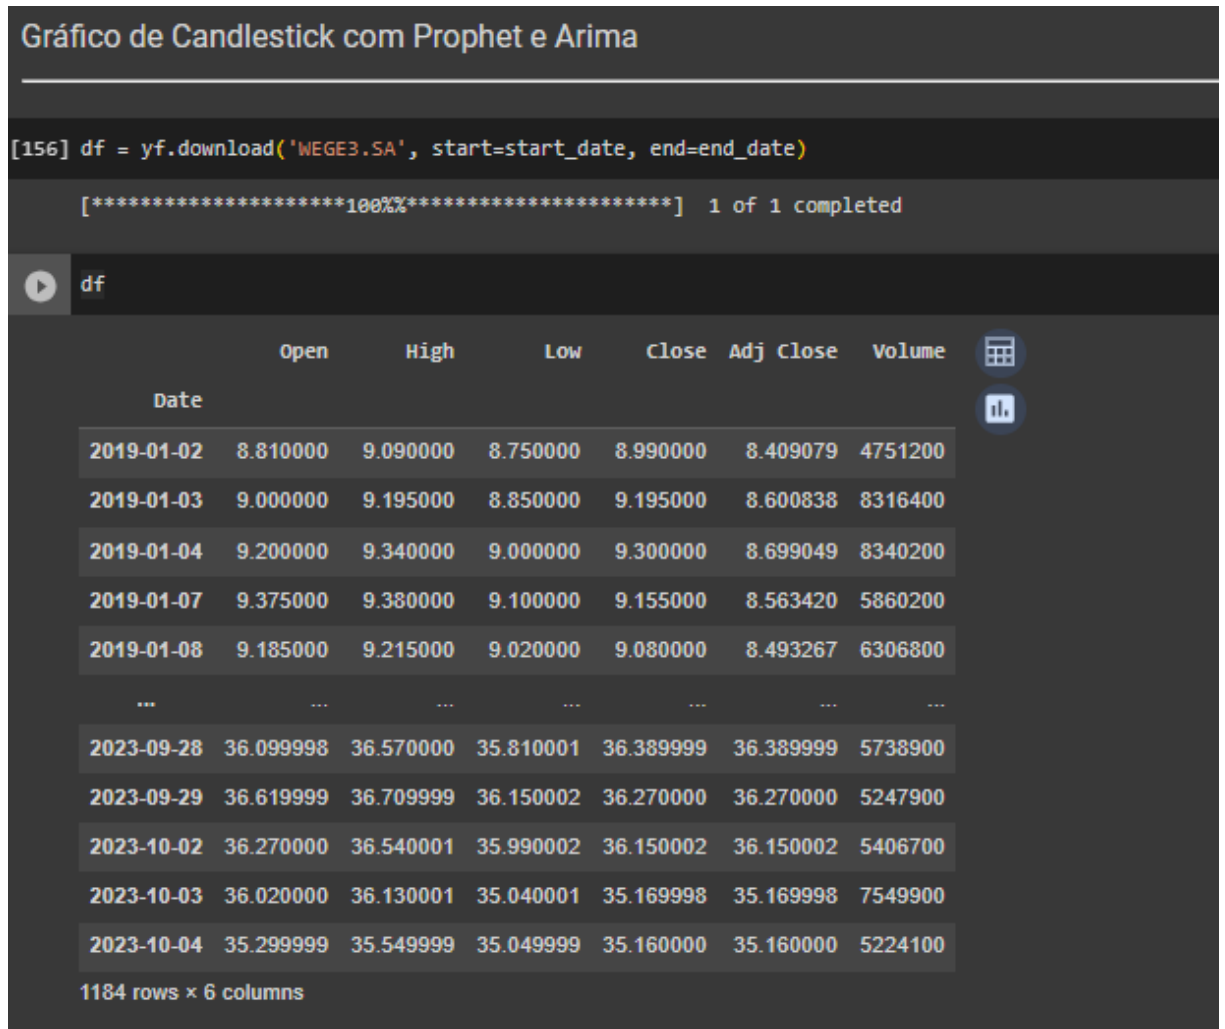 Gráfico de Candlestick com Prophet e Arima
[156] df = yf.download('WEGE3.SA', start=start_date, end=end_date)
[*********************100%%**********************] 1 of 1 completed
df
Open High Low Close Adj Close Volume
Date
2019-01-02 8.810000 9.090000 8.750000 8.990000 8.409079 4751200
2019-01-03 9.000000 9.195000 8.850000 9.195000 8.600838 8316400
2019-01-04 9.200000 9.340000 9.000000 9.300000 8.699049 8340200
2019-01-07 9.375000 9.380000 9.100000 9.155000 8.563420 5860200
2019-01-08 9.185000 9.215000 9.020000 9.080000 8.493267 6306800
... ... ... ... ... ... ...
2023-09-28 36.099998 36.570000 35.810001 36.389999 36.389999 5738900
2023-09-29 36.619999 36.709999 36.150002 36.270000 36.270000 5247900
2023-10-02 36.270000 36.540001 35.990002 36.150002 36.150002 5406700
2023-10-03 36.020000 36.130001 35.040001 35.169998 35.169998 7549900
2023-10-04 35.299999 35.549999 35.049999 35.160000 35.160000 5224100
1184 rows × 6 columns